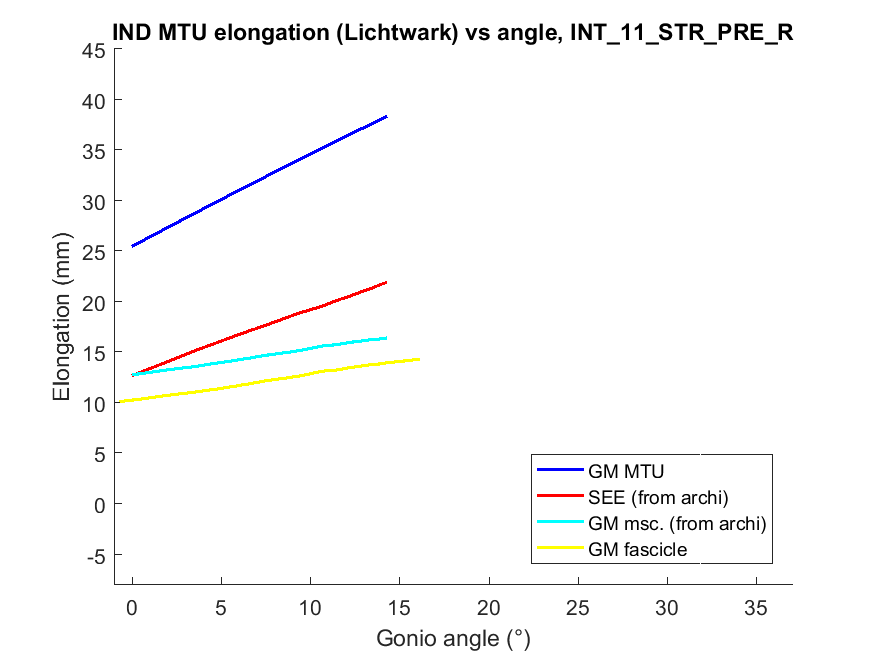 IND MTU elongation (Lichtwark) vs angle, INT_11_STR_PRE_R
45
40
35
30
25
20
15
10
5
0
-5
Elongation (mm)
0 5 10 15 20 25 30 35
Gonio angle (°)
GM MTU
SEE (from archi)
GM msc. (from archi)
GM fascicle